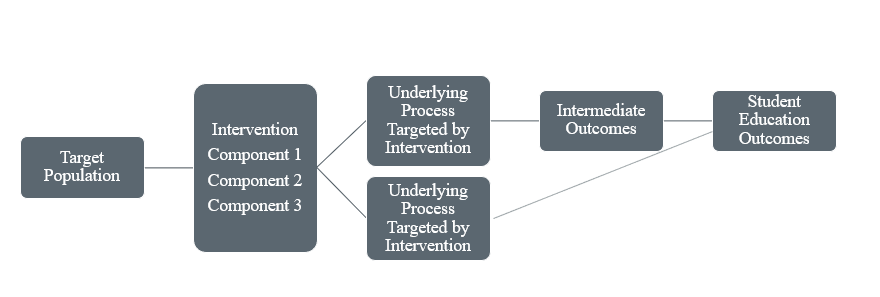 Target
Population
Intervention
Component 1
Component 2
Component 3
Underlying
Process
Targeted by
Intervention
Underlying
Process
Targeted by
Intervention
Intermediate
Outcomes
Student
Education
Outcomes